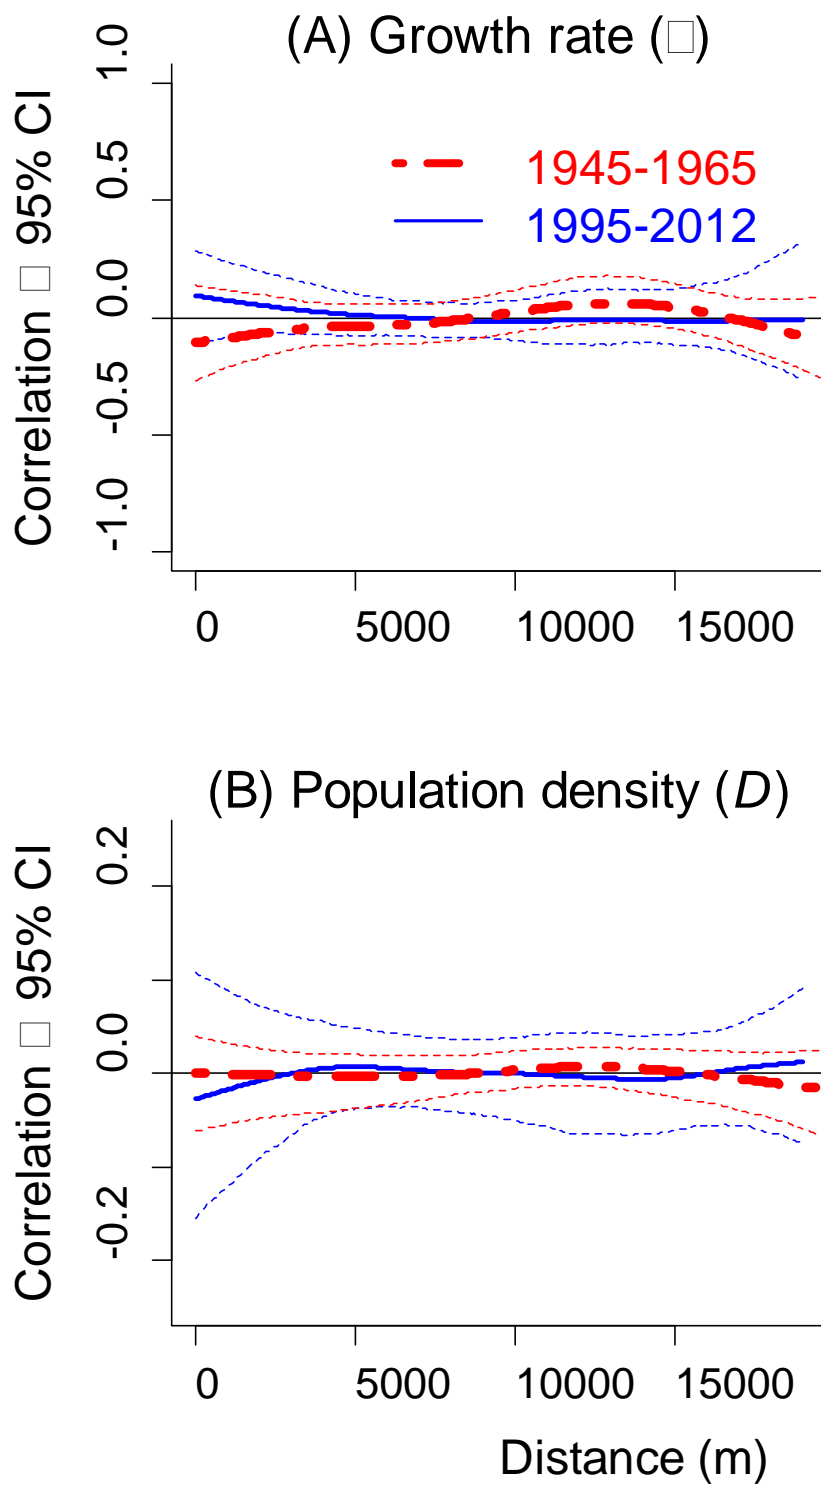 (A) Growth rate (□)
Correlation □ 95% CI
1.0
0.5
0.0
-0.5
-1.0
1945-1965
1995-2012
0 5000 10000 15000
(B) Population density (D)
Correlation □ 95% CI
0.2
0.0
-0.2
0 5000 10000 15000
Distance (m)